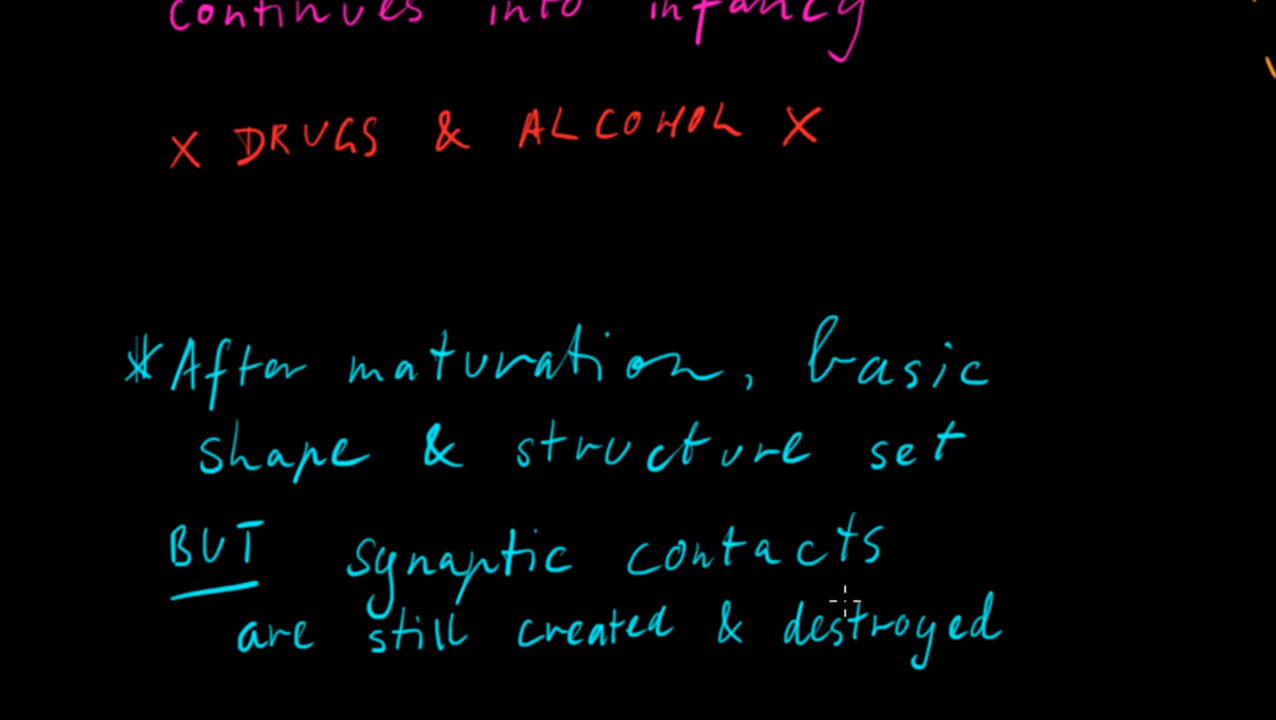 continues into infancy
X DRUGS & ALCOHOL X
*After maturation, basic
shape & structure set
BUT synaptic contacts
are still created & destroyed